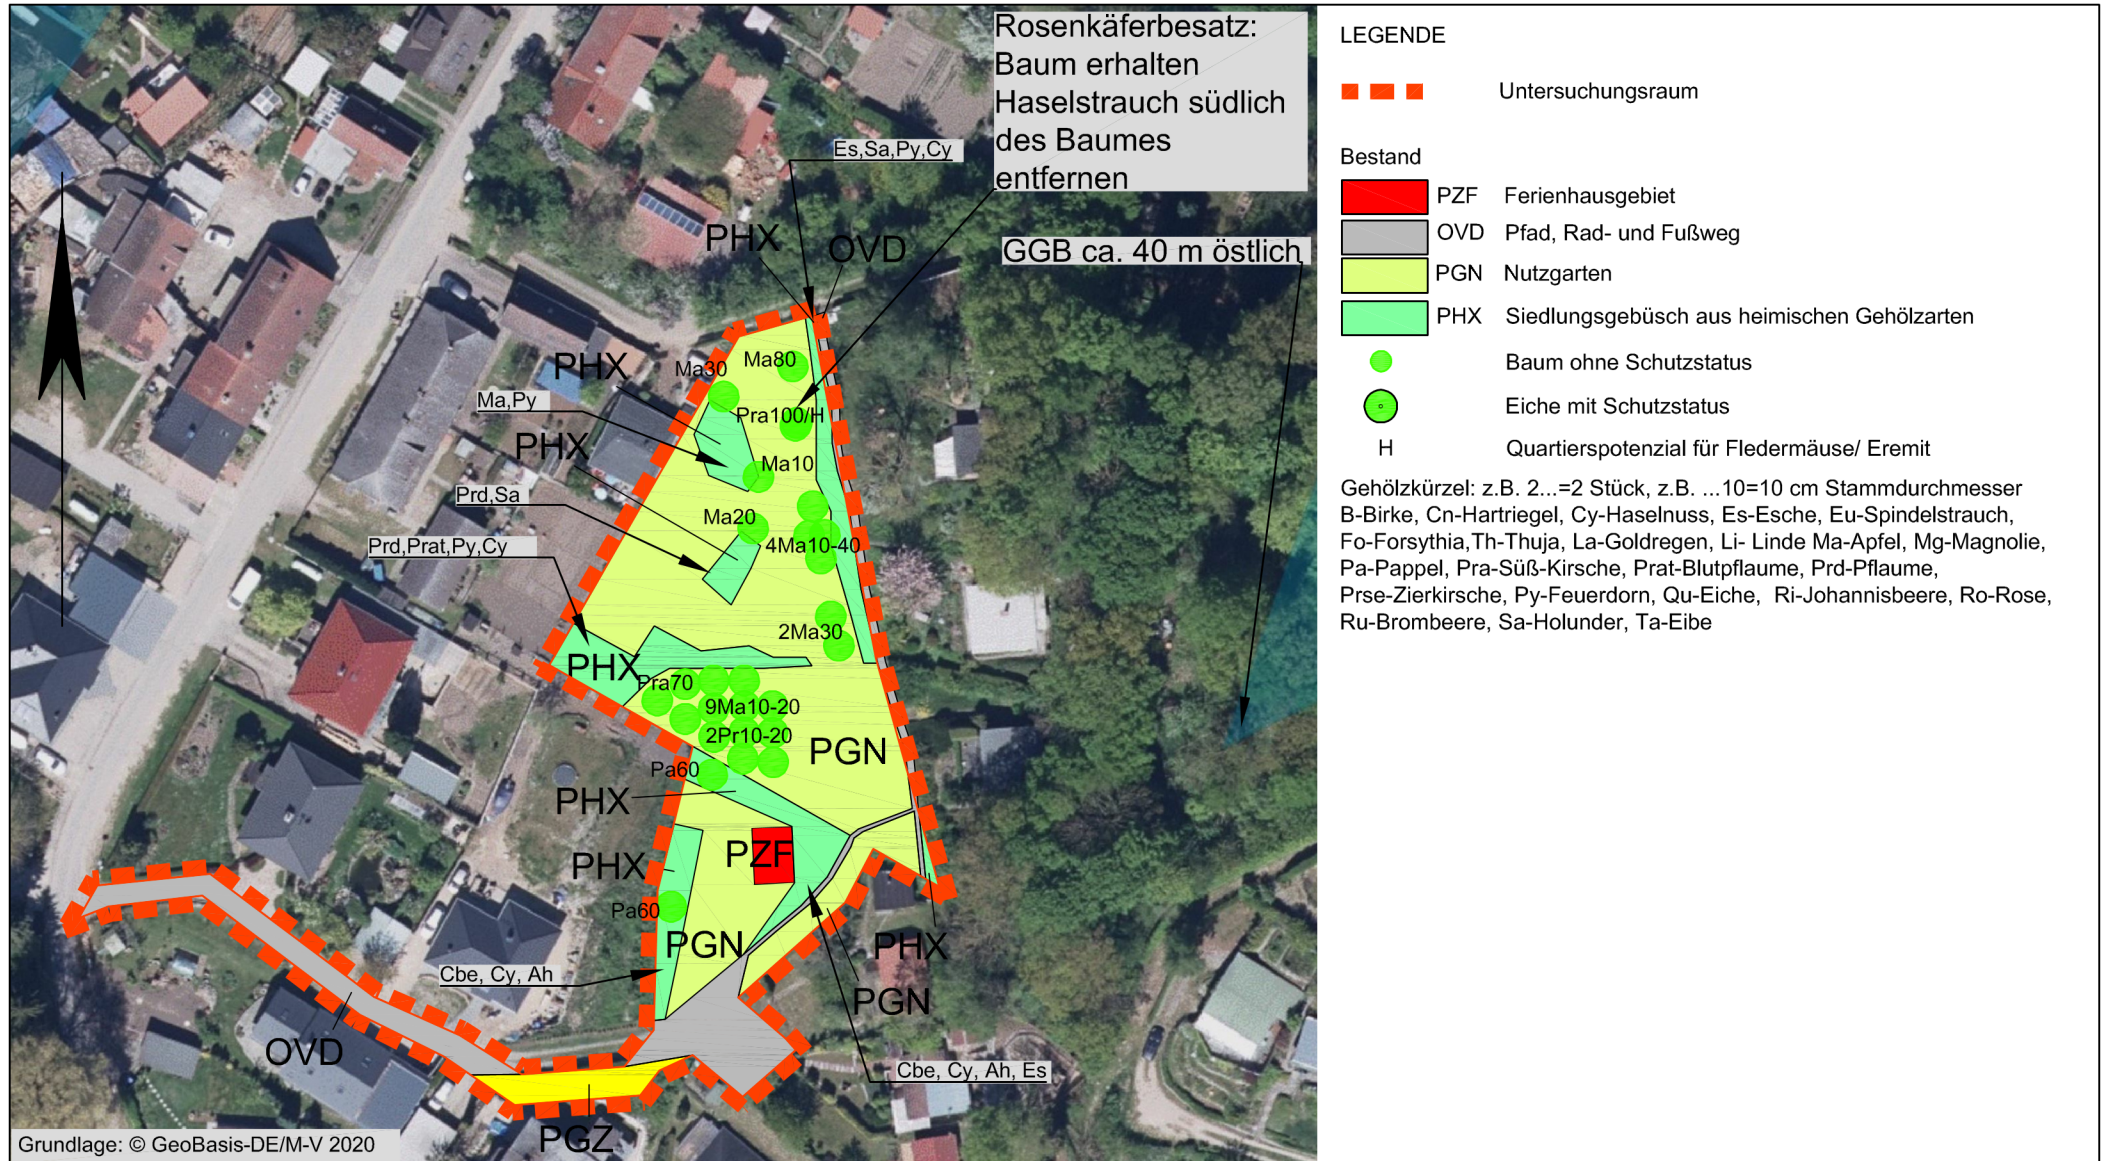 Rosenkäferbesatz:
Baum erhalten
Haselstrauch südlich
des Baumes
entfernen
Es,Sa,Py,Cy
PHX
OVD
GGB ca. 40 m östlich
PHX
Ma30
Ma80
Ma,Py
Pra100/H
PHX
Ma10
Prd,Sa
Ma20
Prd,Prat,Py,Cy
4Ma10-40
2Ma30
PHX
Pra70
9Ma10-20
2Pr10-20
PGN
Pa60
PHX
PZF
PHX
Pa60
PGN
PHX
Cbe, Cy, Ah
PGN
OVD
Cbe, Cy, Ah, Es
PGZ
Grundlage: © GeoBasis-DE/M-V 2020
LEGENDE
Untersuchungsraum
Bestand
PZF Ferienhausgebiet
OVD Pfad, Rad- und Fußweg
PGN Nutzgarten
PHX Siedlungsgebüsch aus heimischen Gehölzarten
Baum ohne Schutzstatus
Eiche mit Schutzstatus
H Quartierspotenzial für Fledermäuse/ Eremit
Gehölzkürzel: z.B. 2...=2 Stück, z.B. ...10=10 cm Stammdurchmesser
B-Birke, Cn-Hartriegel, Cy-Haselnuss, Es-Esche, Eu-Spindelstrauch,
Fo-Forsythia,Th-Thuja, La-Goldregen, Li- Linde Ma-Apfel, Mg-Magnolie,
Pa-Pappel, Pra-Süß-Kirsche, Prat-Blutpflaume, Prd-Pflaume,
Prse-Zierkirsche, Py-Feuerdorn, Qu-Eiche, Ri-Johannisbeere, Ro-Rose,
Ru-Brombeere, Sa-Holunder, Ta-Eibe